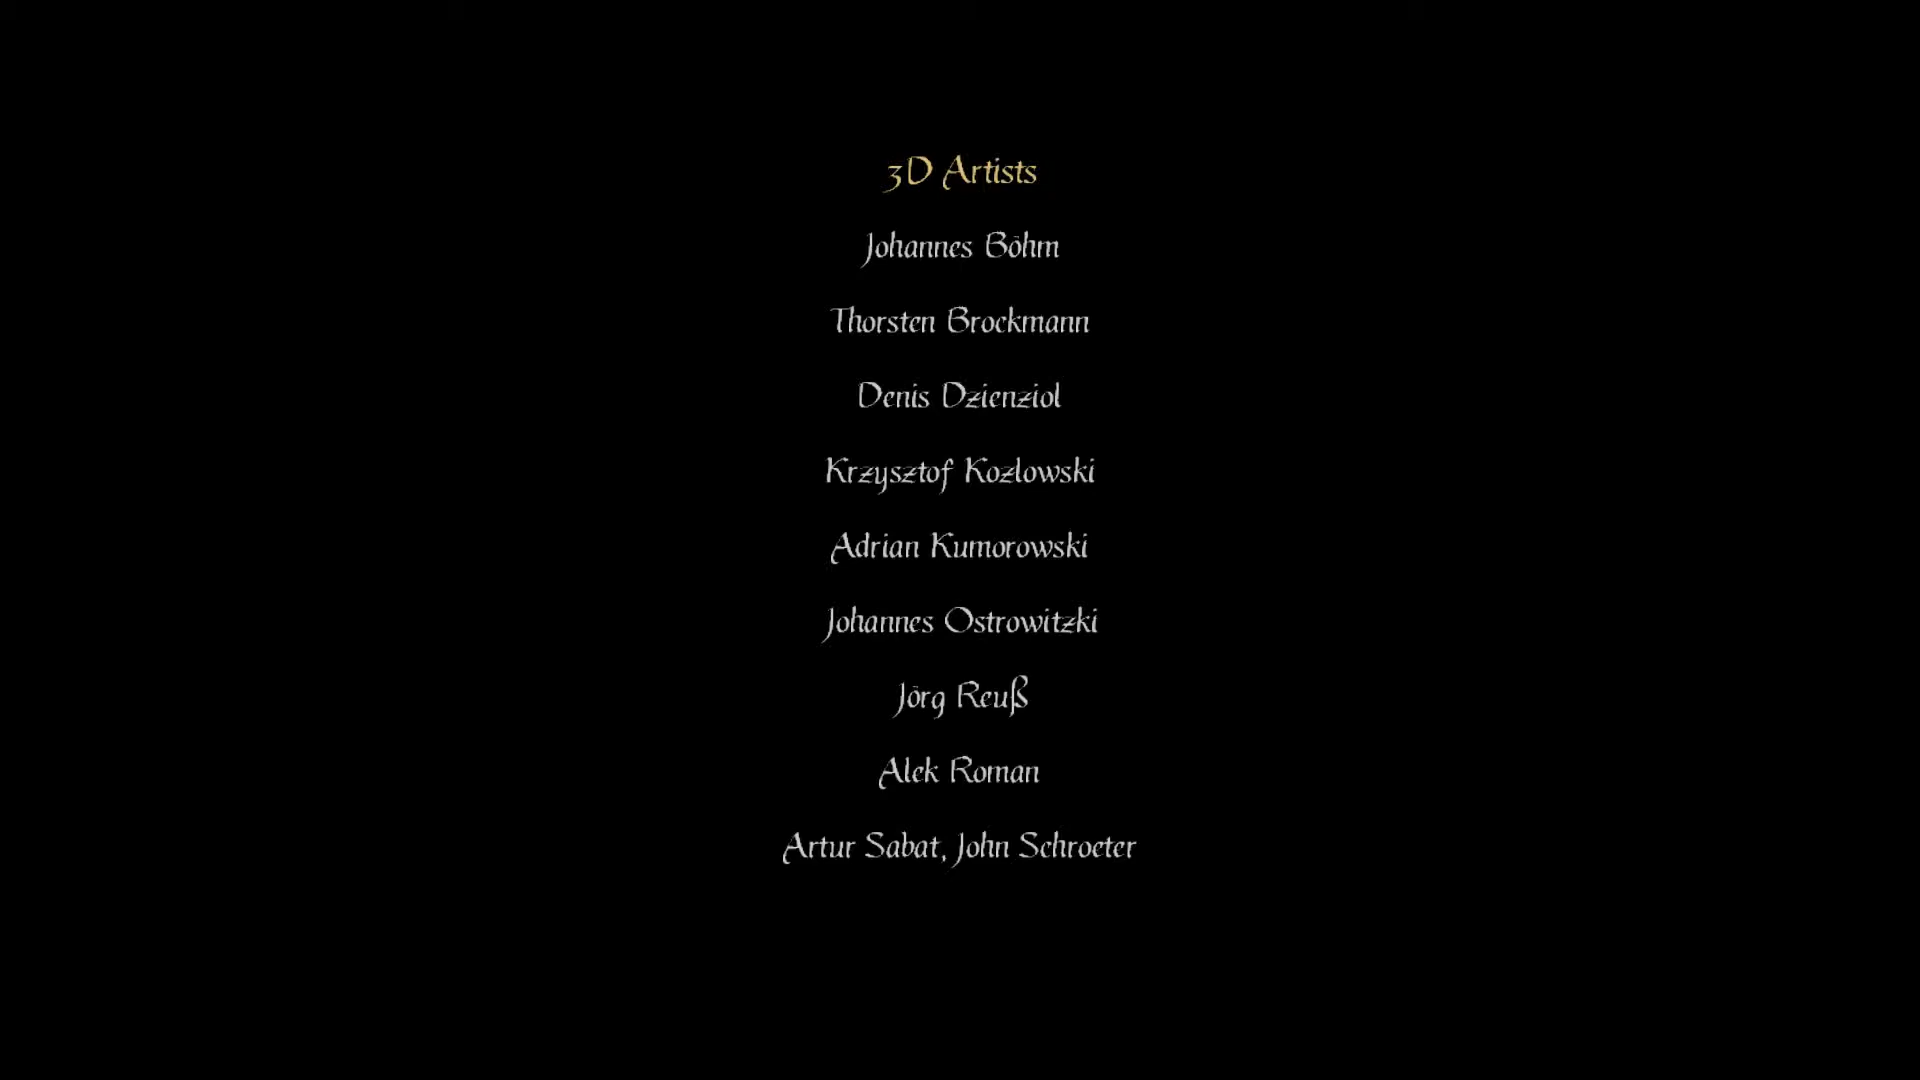 3D Artists
Johannes Böhm
Thorsten Brockmann
Denis Dzienziol
Krzysztof Kozlowski
Adrian Kumorowski
Johannes Ostrowitzki
Jörg Reuß
Alek Roman
Artur Sabat, John Schroeter